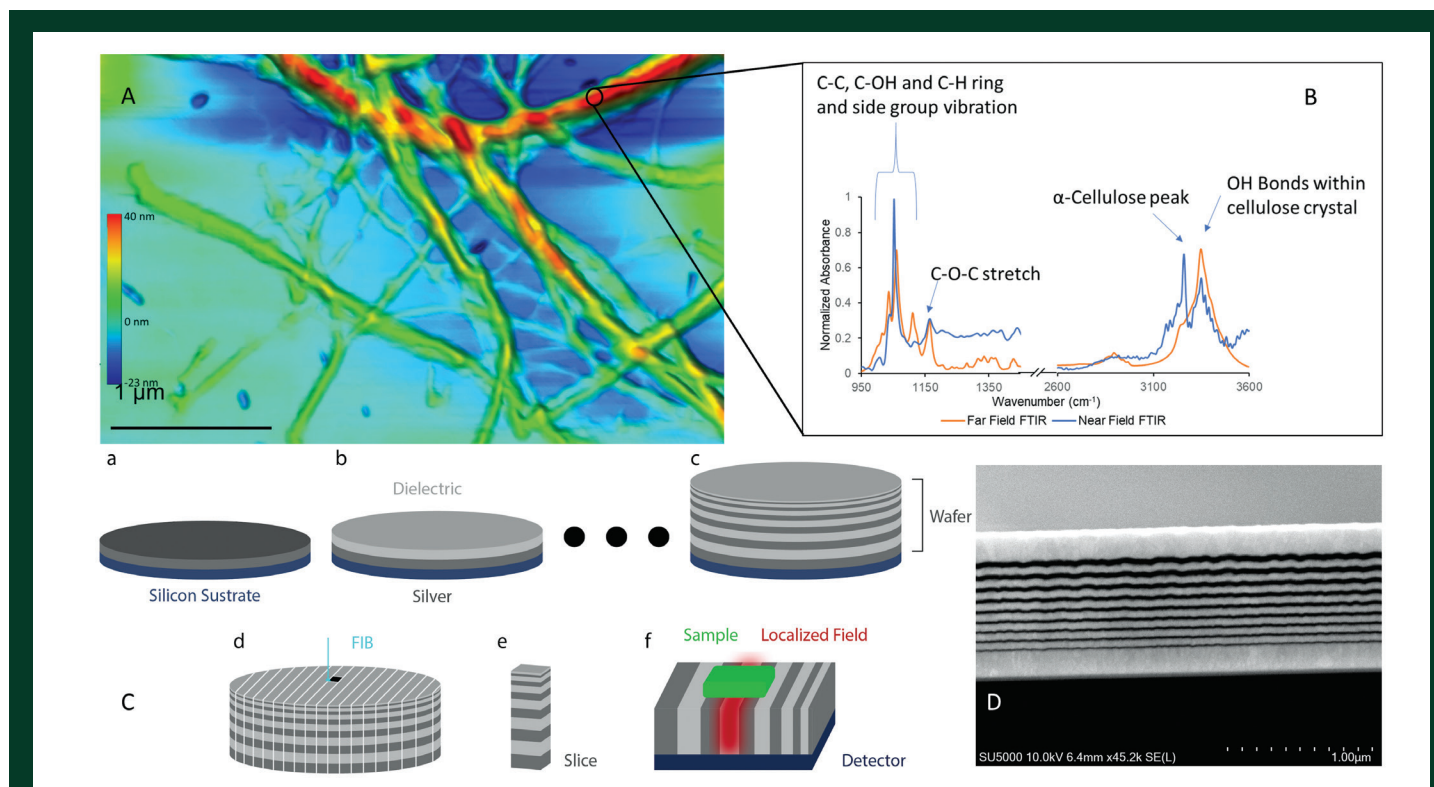 A
40 nm
0 nm
-23 nm
1 µm
C-C, C-OH and C-H ring
and side group vibration
B
α-Cellulose peak
OH Bonds within
cellulose crystal
C-O-C stretch
Normalized Absorbance
1
0.8
0.6
0.4
0.2
0
950
1150
1350
2600
3100
3600
Wavenumber (cm⁻¹)
Far Field FTIR
Near Field FTIR
a
b
c
Dielectric
Wafer
Silicon Sustrate
Silver
d
FIB
e
f
Sample
Localized Field
C
Slice
Detector
D
SU5000 10.0kV 6.4mm x45.2k SE(L)
1.00µm